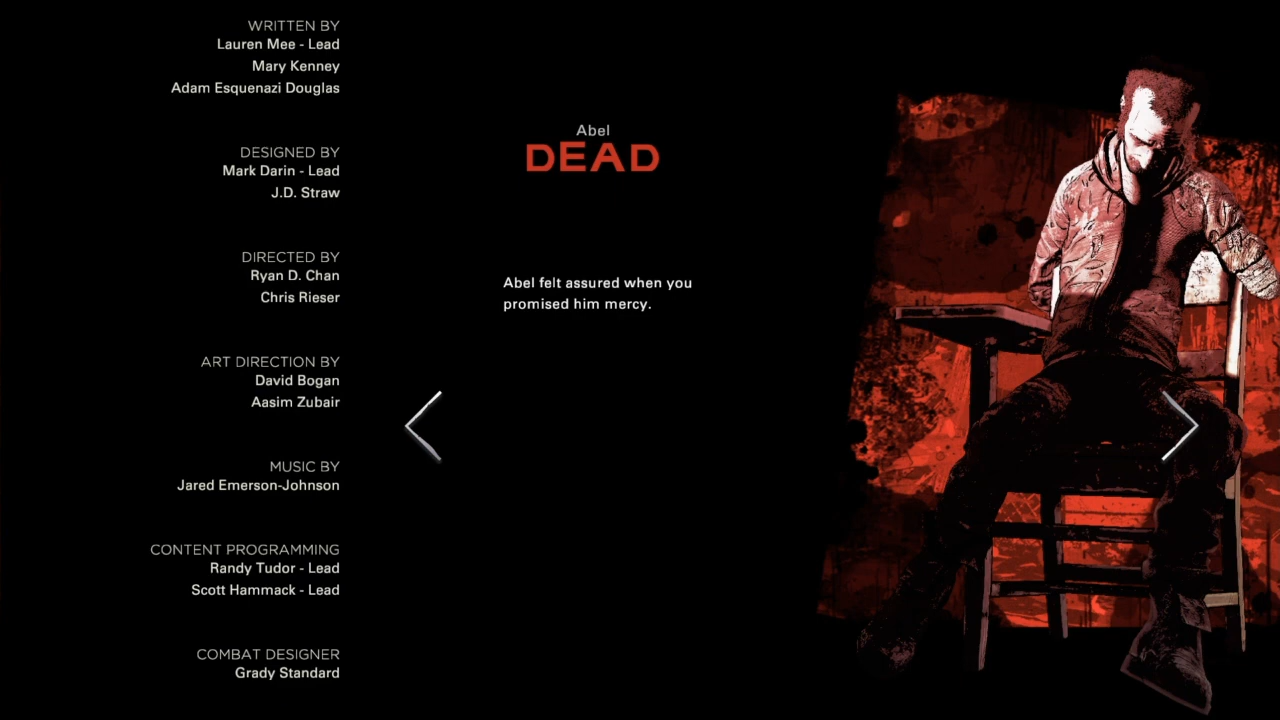 WRITTEN BY
Lauren Mee - Lead
Mary Kenney
Adam Esquenazi Douglas
DESIGNED BY
Mark Darin - Lead
J.D. Straw
DIRECTED BY
Ryan D. Chan
Chris Rieser
ART DIRECTION BY
David Bogan
Aasim Zubair
MUSIC BY
Jared Emerson-Johnson
CONTENT PROGRAMMING
Randy Tudor - Lead
Scott Hammack - Lead
COMBAT DESIGNER
Grady Standard
Abel
DEAD
Abel felt assured when you
promised him mercy.